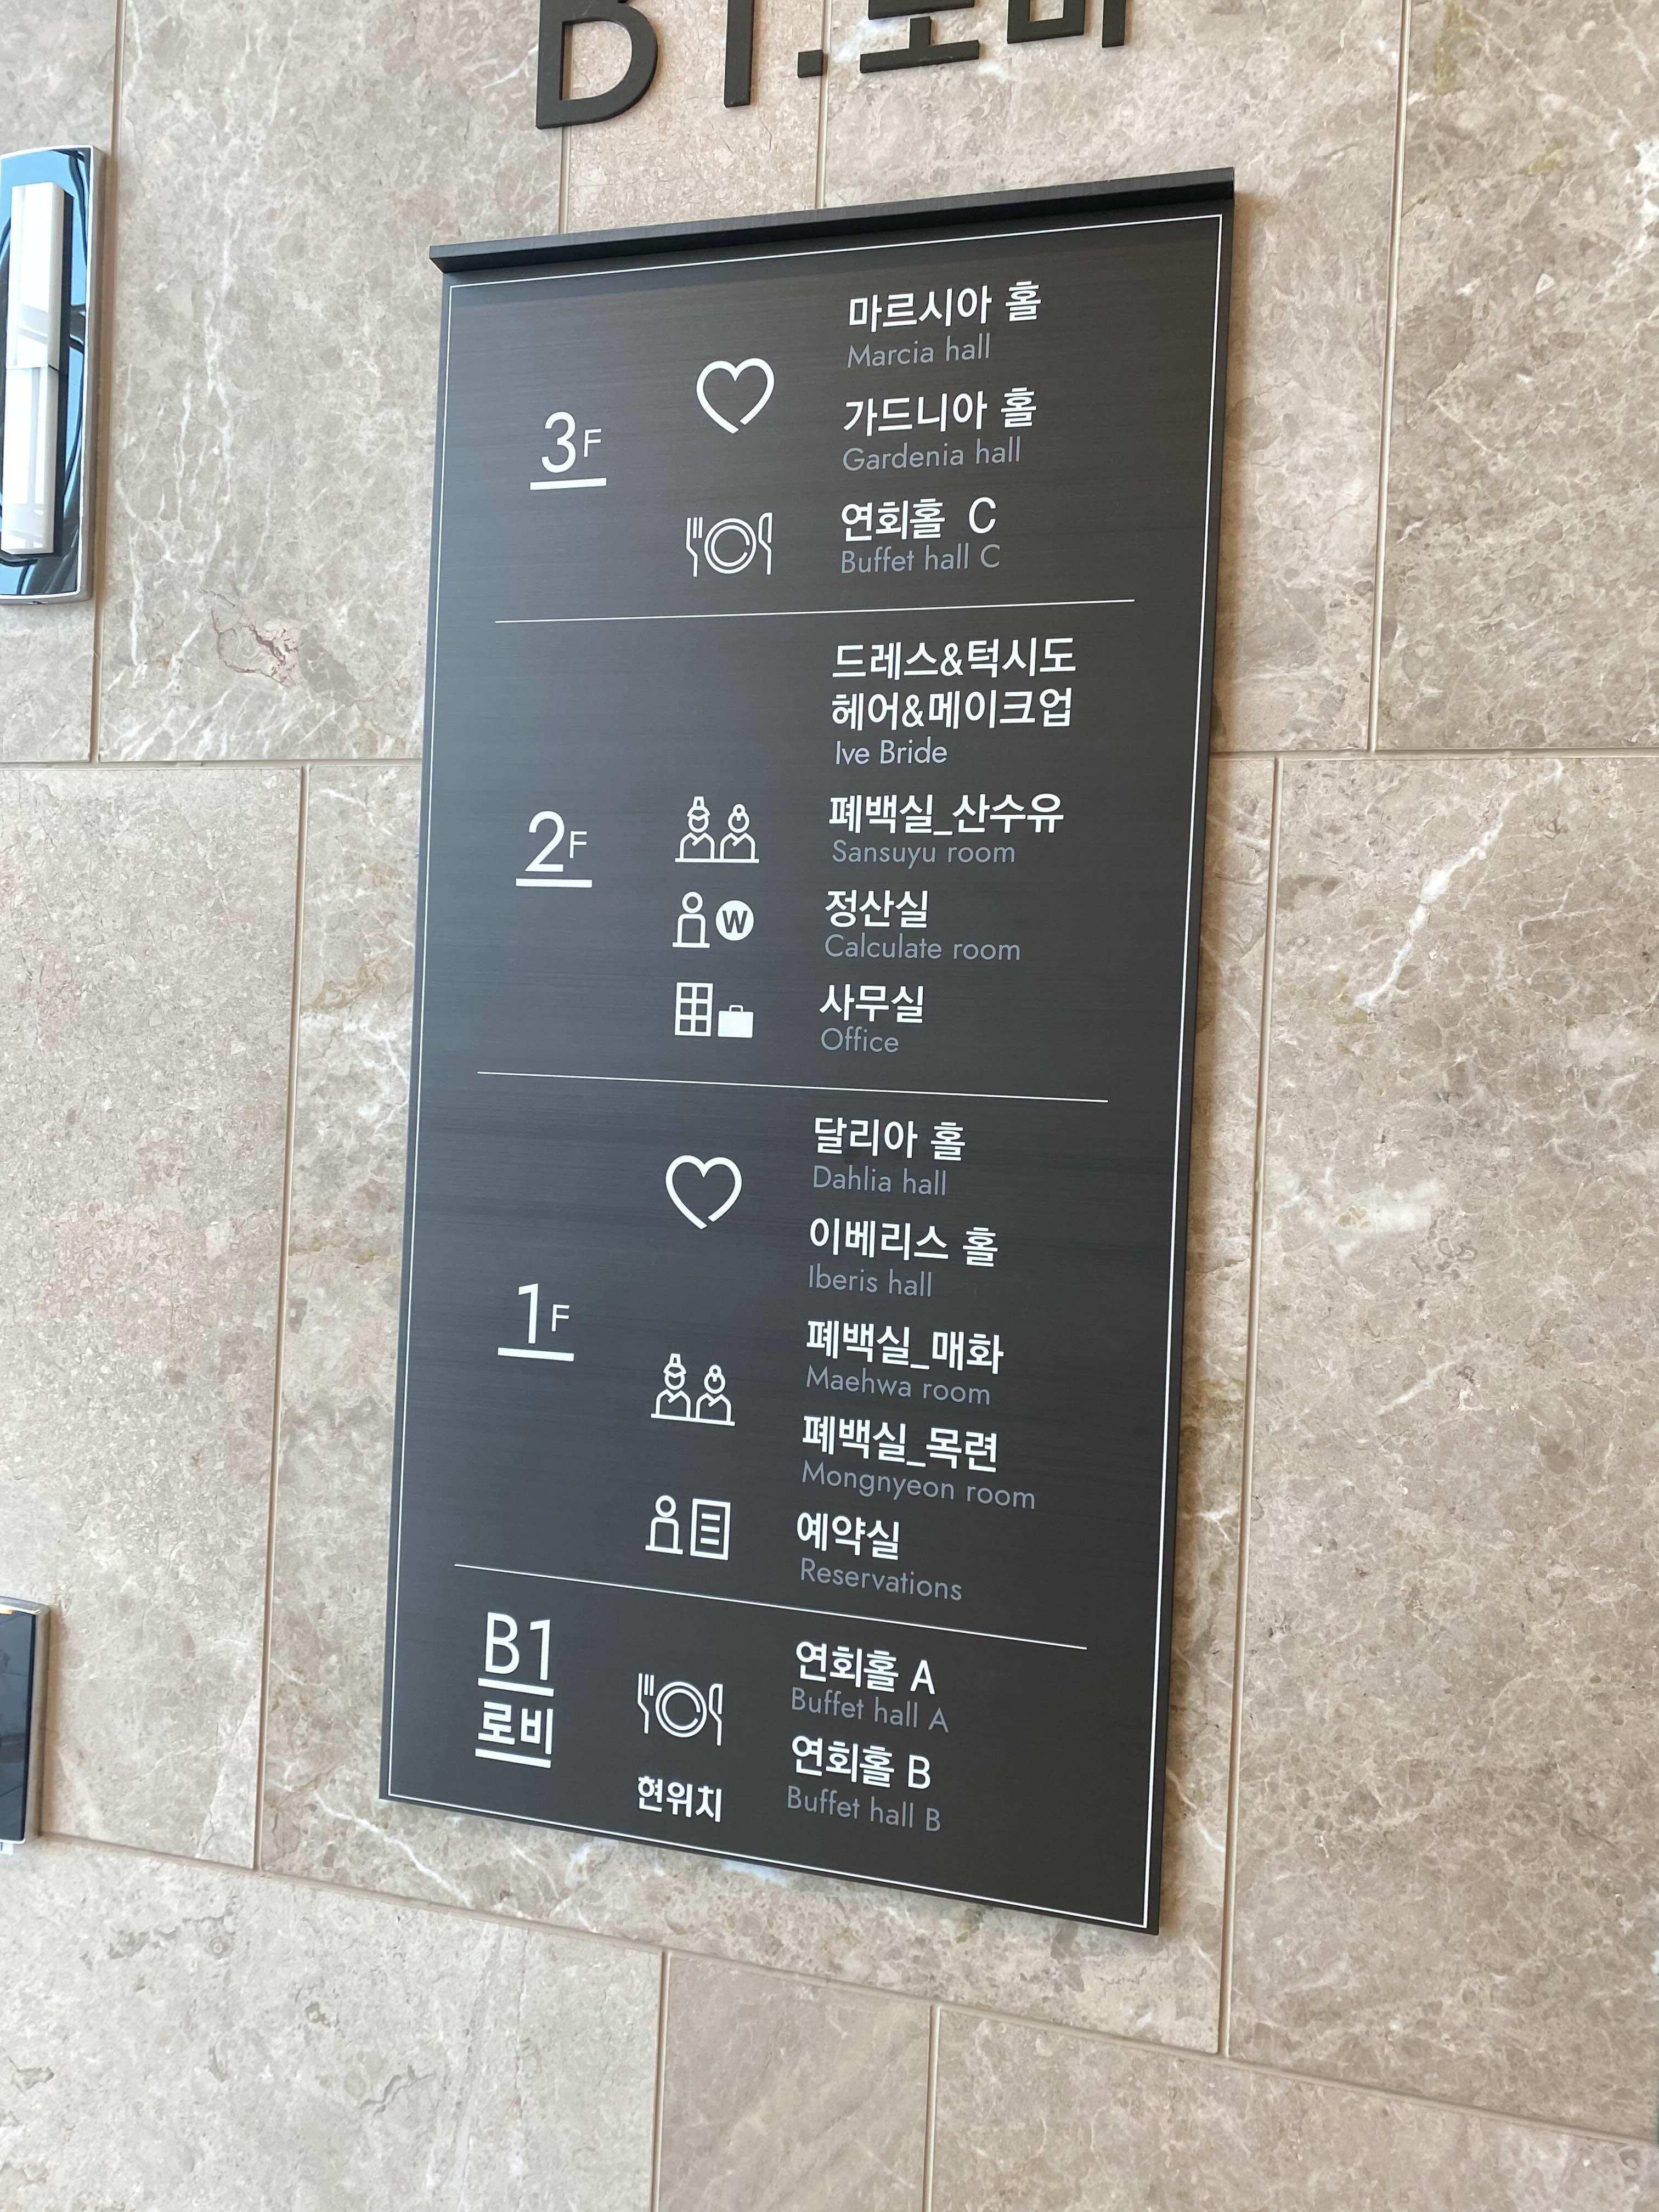 B1.로비
마르시아 홀
Marcia hall
가드니아 홀
Gardenia hall
3F
연회홀 C
Buffet hall C
드레스&턱시도
헤어&메이크업
Ive Bride
2F
폐백실_산수유
Sansuyu room
W
정산실
Calculate room
사무실
Office
달리아 홀
Dahlia hall
이베리스 홀
Iberis hall
1F
폐백실_매화
Maehwa room
폐백실_목련
Mongnyeon room
예약실
Reservations
B1
로비
현위치
연회홀 A
Buffet hall A
연회홀 B
Buffet hall B